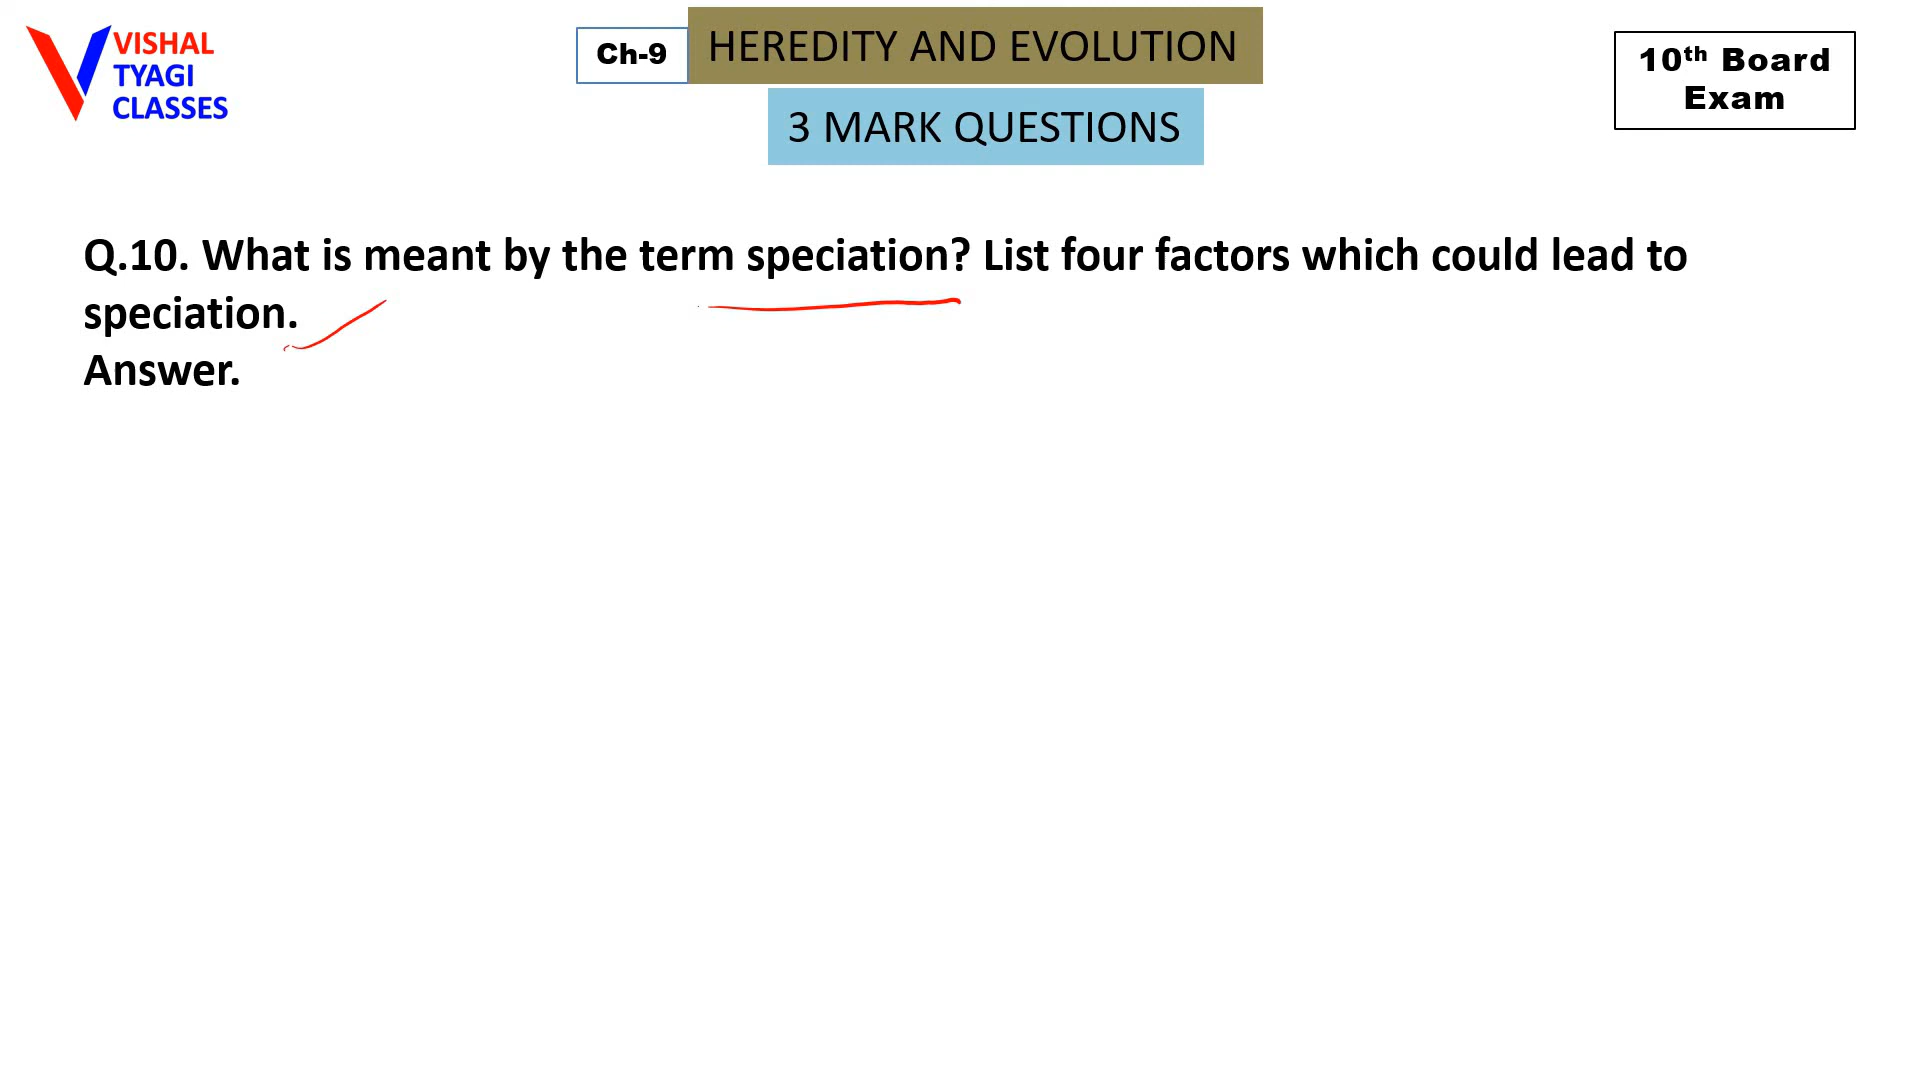 VISHAL
TYAGI
CLASSES
Ch-9
HEREDITY AND EVOLUTION
3 MARK QUESTIONS
10th Board
Exam
Q.10. What is meant by the term speciation? List four factors which could lead to
speciation.
Answer.